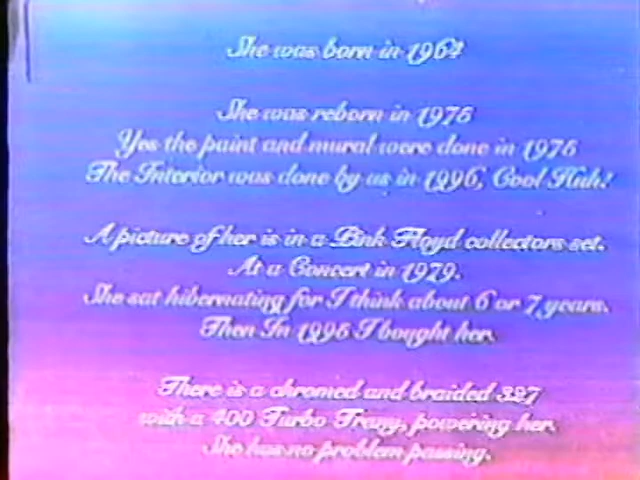 She was born in 1964
She was reborn in 1975
Yes the paint and mural were done in 1975
The Interior was done by us in 1996, Cool Huh!
A picture of her is in a Pink Floyd collectors set.
At a Concert in 1979.
She sat hibernating for I think about 6 or 7 years.
Then In 1995 I bought her.
There is a chromed and braided 327
with a 400 Turbo Trany, powering her.
She has no problem passing.